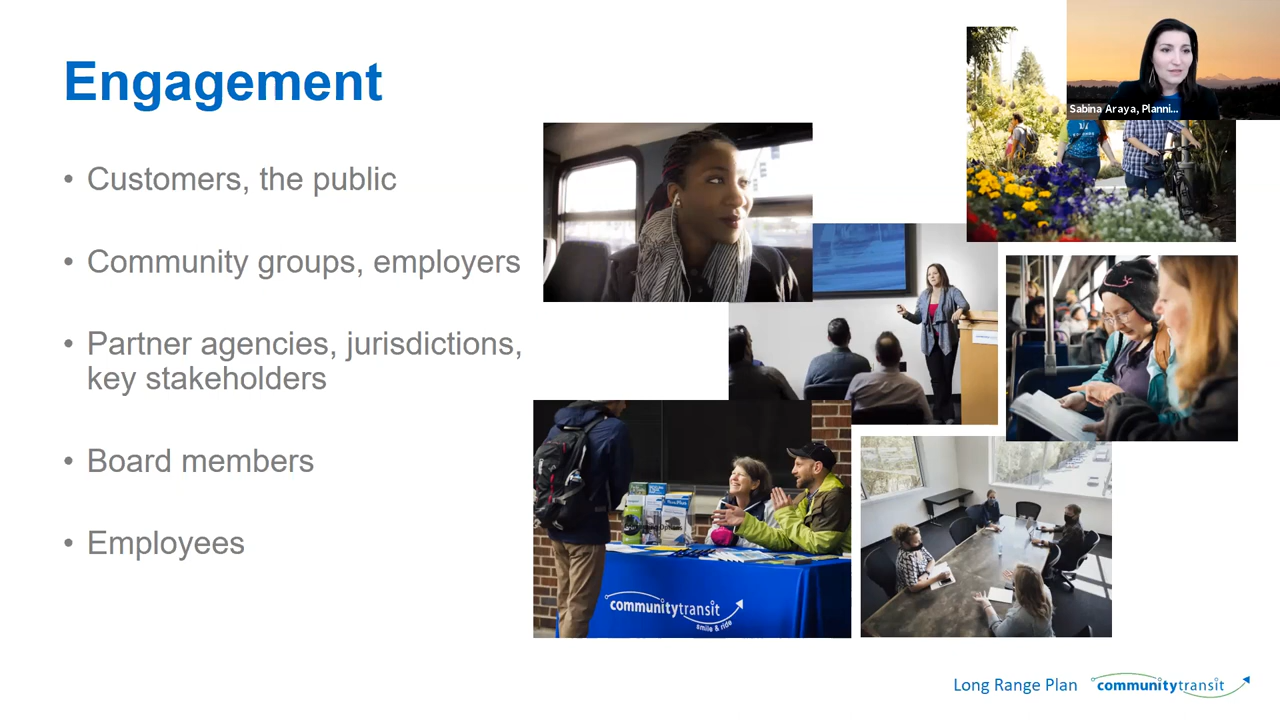 Engagement
Sabina Araya, Planni...
• Customers, the public
• Community groups, employers
• Partner agencies, jurisdictions,
key stakeholders
• Board members
• Employees
communitytransit
smile & ride
Long Range Plan
communitytransit